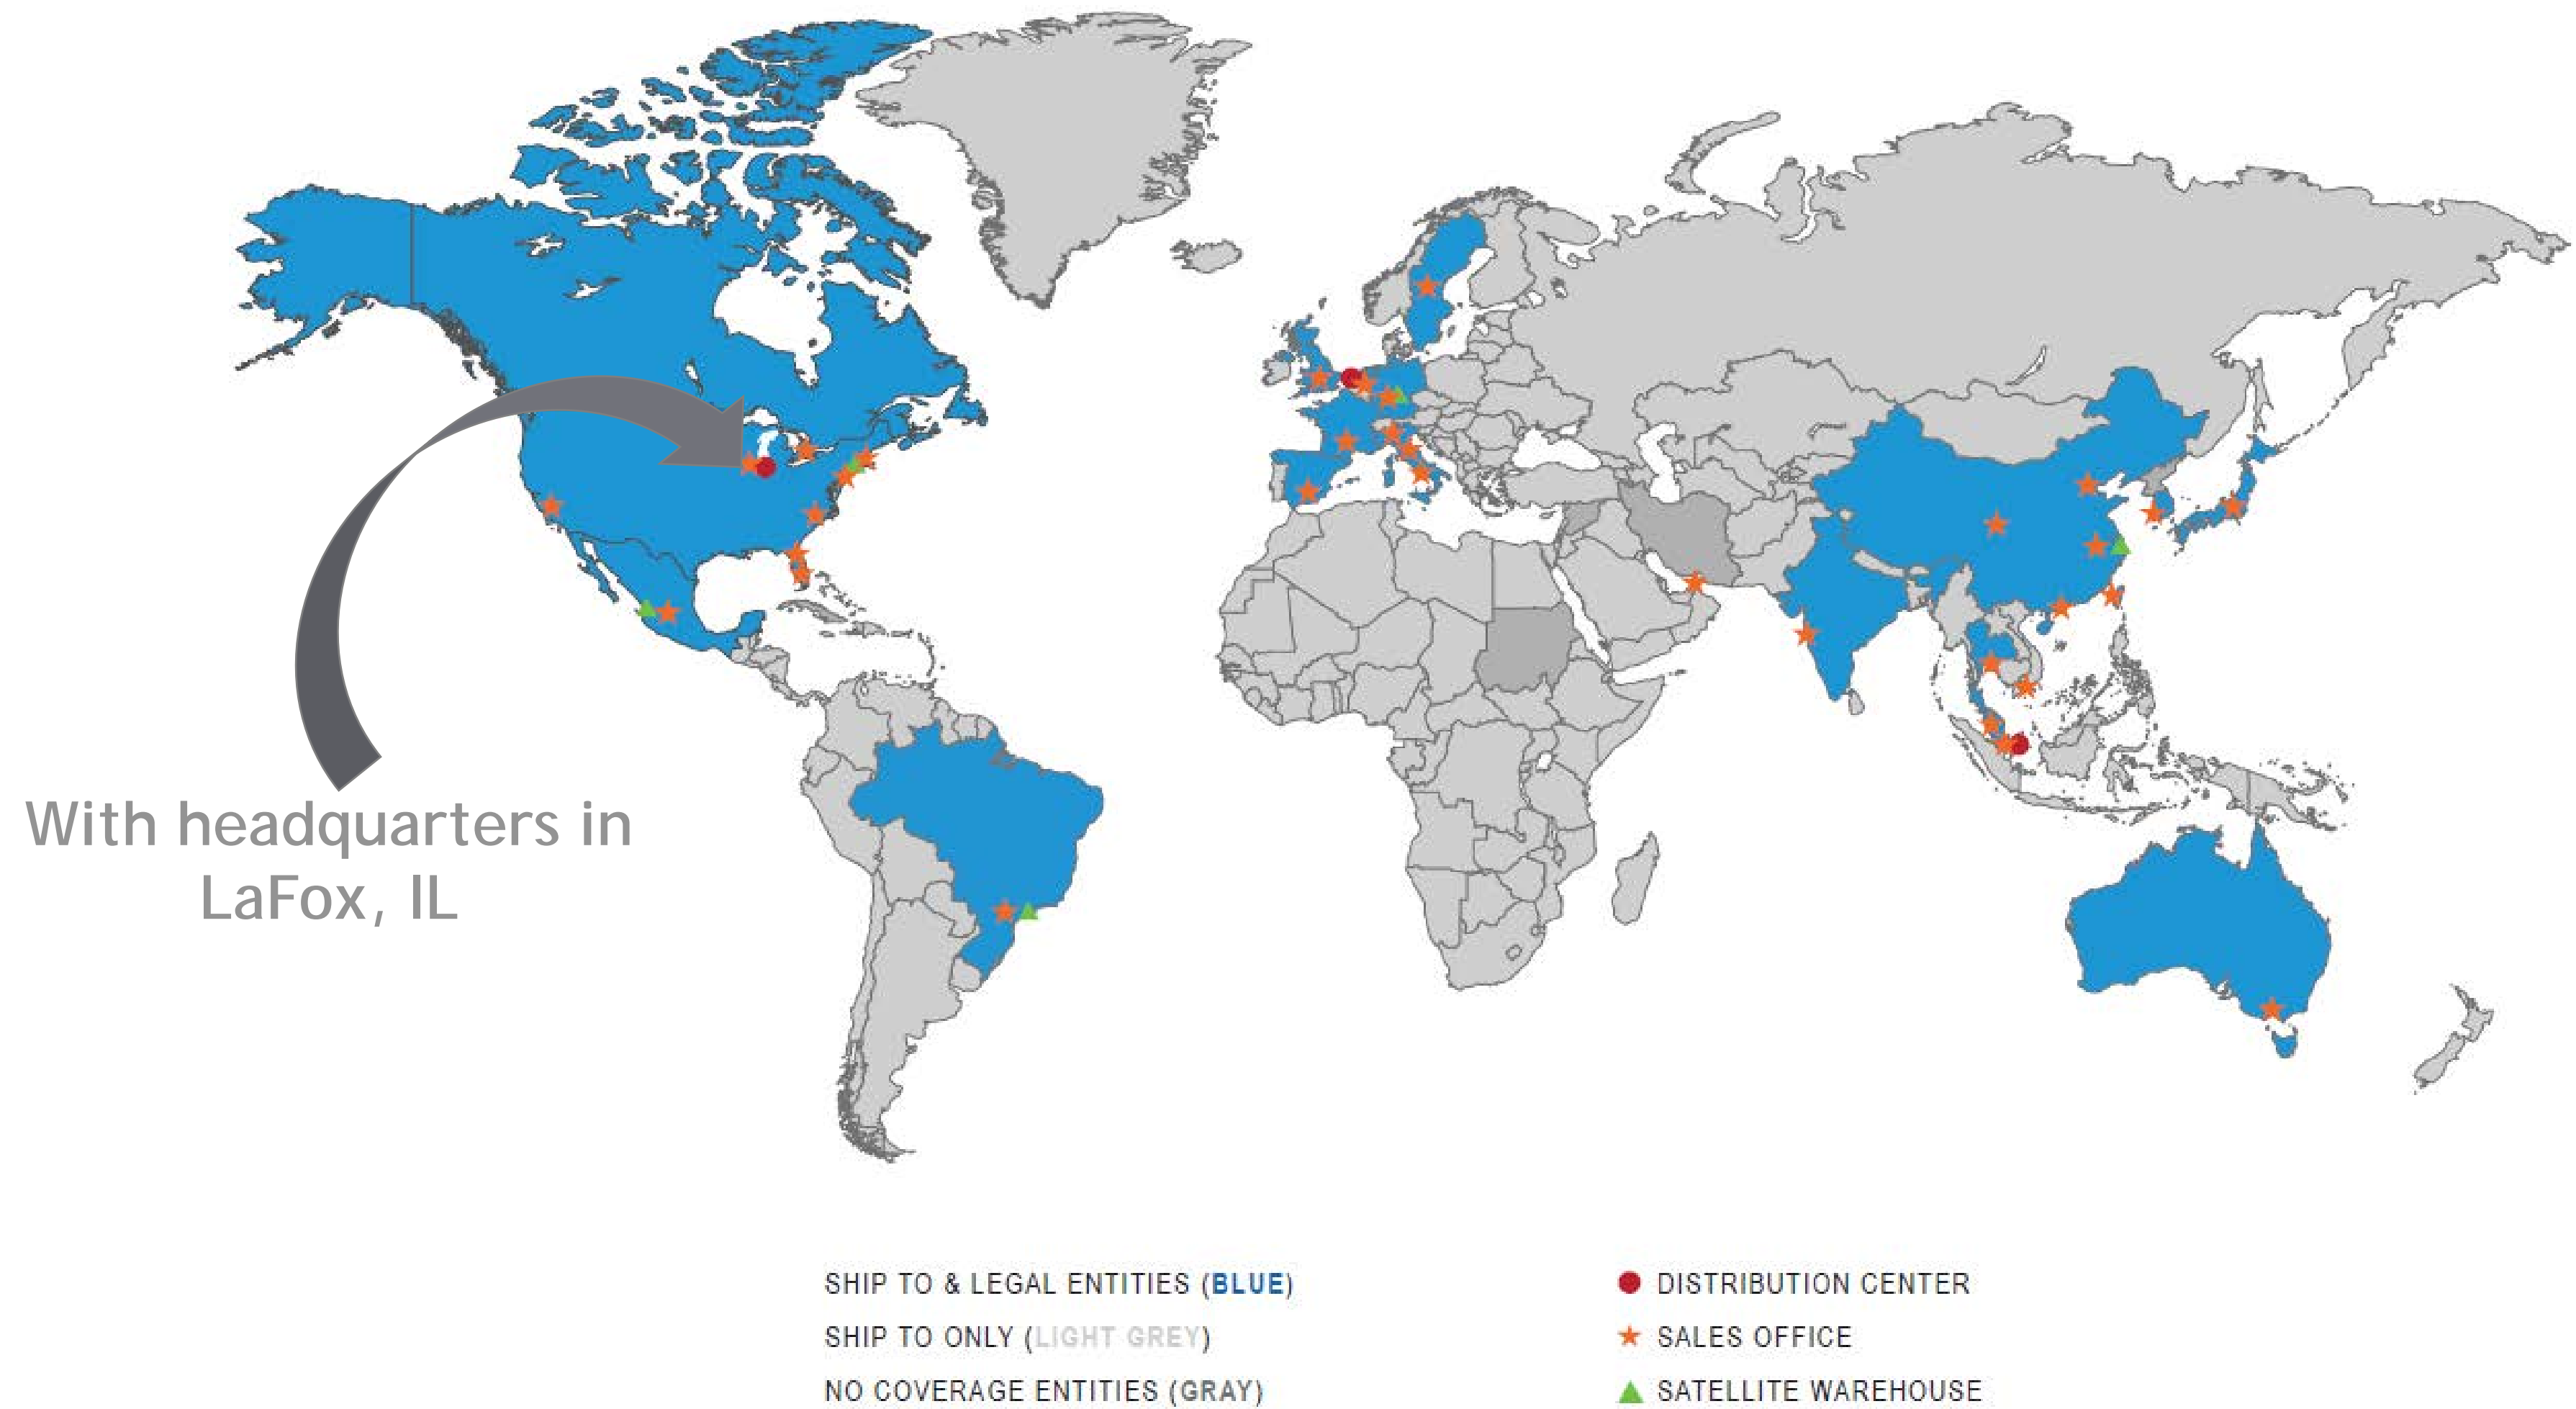 With headquarters in
LaFox, IL
SHIP TO & LEGAL ENTITIES (BLUE)
SHIP TO ONLY (LIGHT GREY)
NO COVERAGE ENTITIES (GRAY)
DISTRIBUTION CENTER
SALES OFFICE
SATELLITE WAREHOUSE